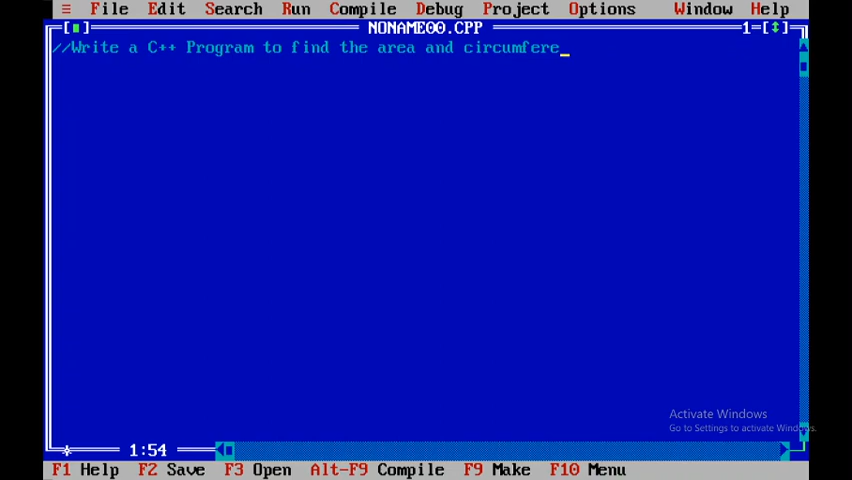 ≡ File Edit Search Run Compile Debug Project Options Window Help
[■] NONAME00.CPP 1=[↕]
//Write a C++ Program to find the area and circumfere_
Activate Windows
Go to Settings to activate Windows.
1:54
F1 Help F2 Save F3 Open Alt-F9 Compile F9 Make F10 Menu